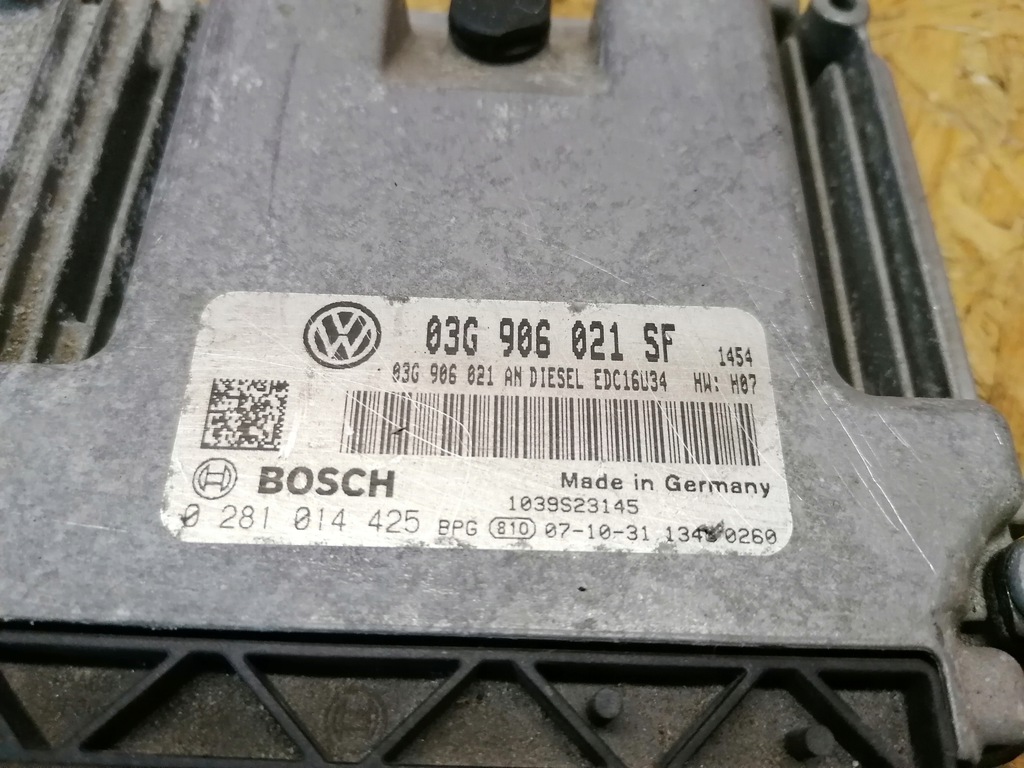 03G 906 021 SF 1454
03G 906 021 AN DIESEL EDC16U34 HW: H07
BOSCH Made in Germany
1039S23145
0 281 014 425 BPG 810 07-10-31 0260